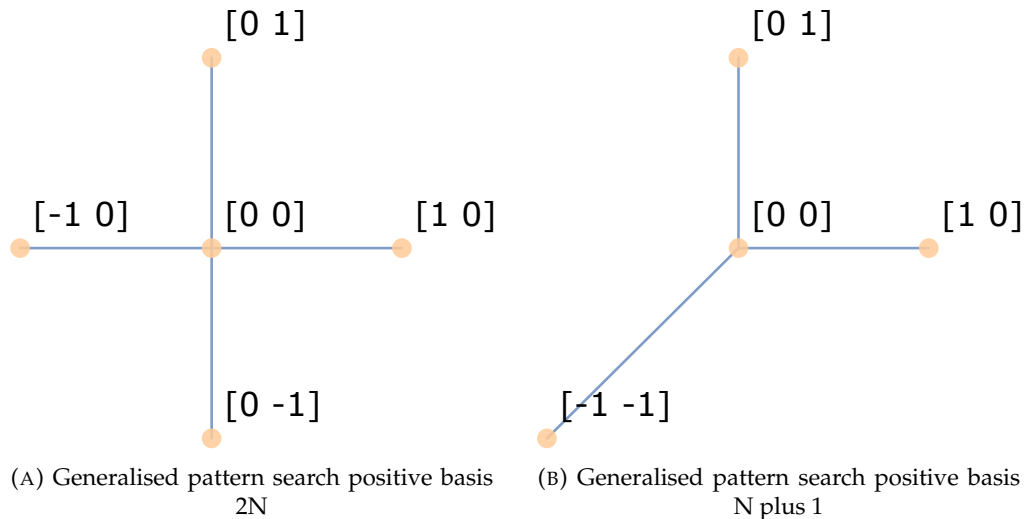 [0 1]
[-1 0]
[0 0]
[1 0]
[0 -1]
(A) Generalised pattern search positive basis
2N
[0 1]
[0 0]
[1 0]
[-1 -1]
(B) Generalised pattern search positive basis
N plus 1